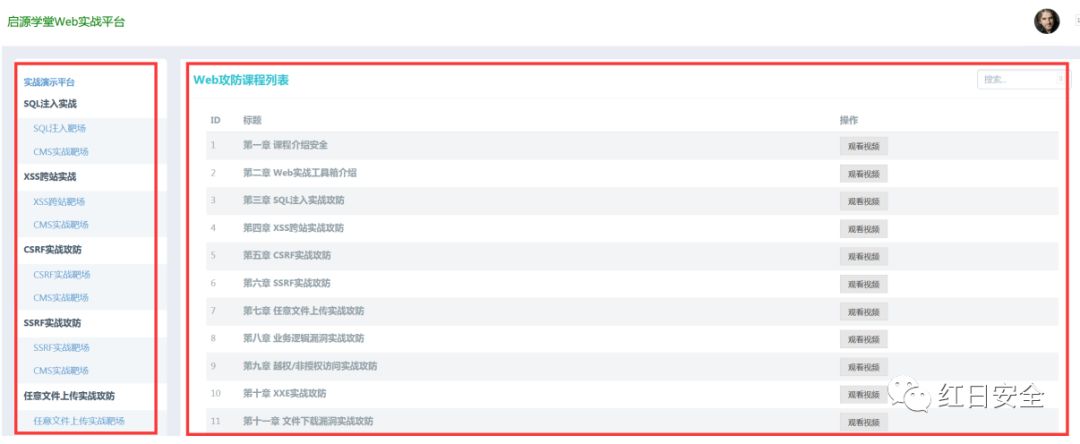 启源学堂Web实战平台
实战演示平台
SQL注入实战
SQL注入靶场
CMS实战靶场
XSS跨站实战
XSS跨站靶场
CMS实战靶场
CSRF实战攻防
CSRF实战靶场
CMS实战靶场
SSRF实战攻防
SSRF实战靶场
CMS实战靶场
任意文件上传实战攻防
任意文件上传实战靶场
Web攻防课程列表
搜索..
ID 标题 操作
1 第一章 课程介绍安全 观看视频
2 第二章 Web实战工具箱介绍 观看视频
3 第三章 SQL注入实战攻防 观看视频
4 第四章 XSS跨站实战攻防 观看视频
5 第五章 CSRF实战攻防 观看视频
6 第六章 SSRF实战攻防 观看视频
7 第七章 任意文件上传实战攻防 观看视频
8 第八章 业务逻辑漏洞实战攻防 观看视频
9 第九章 越权/非授权访问实战攻防 观看视频
10 第十章 XXE实战攻防 观看视频
11 第十一章 文件下载漏洞实战攻防 观看视频
红日安全